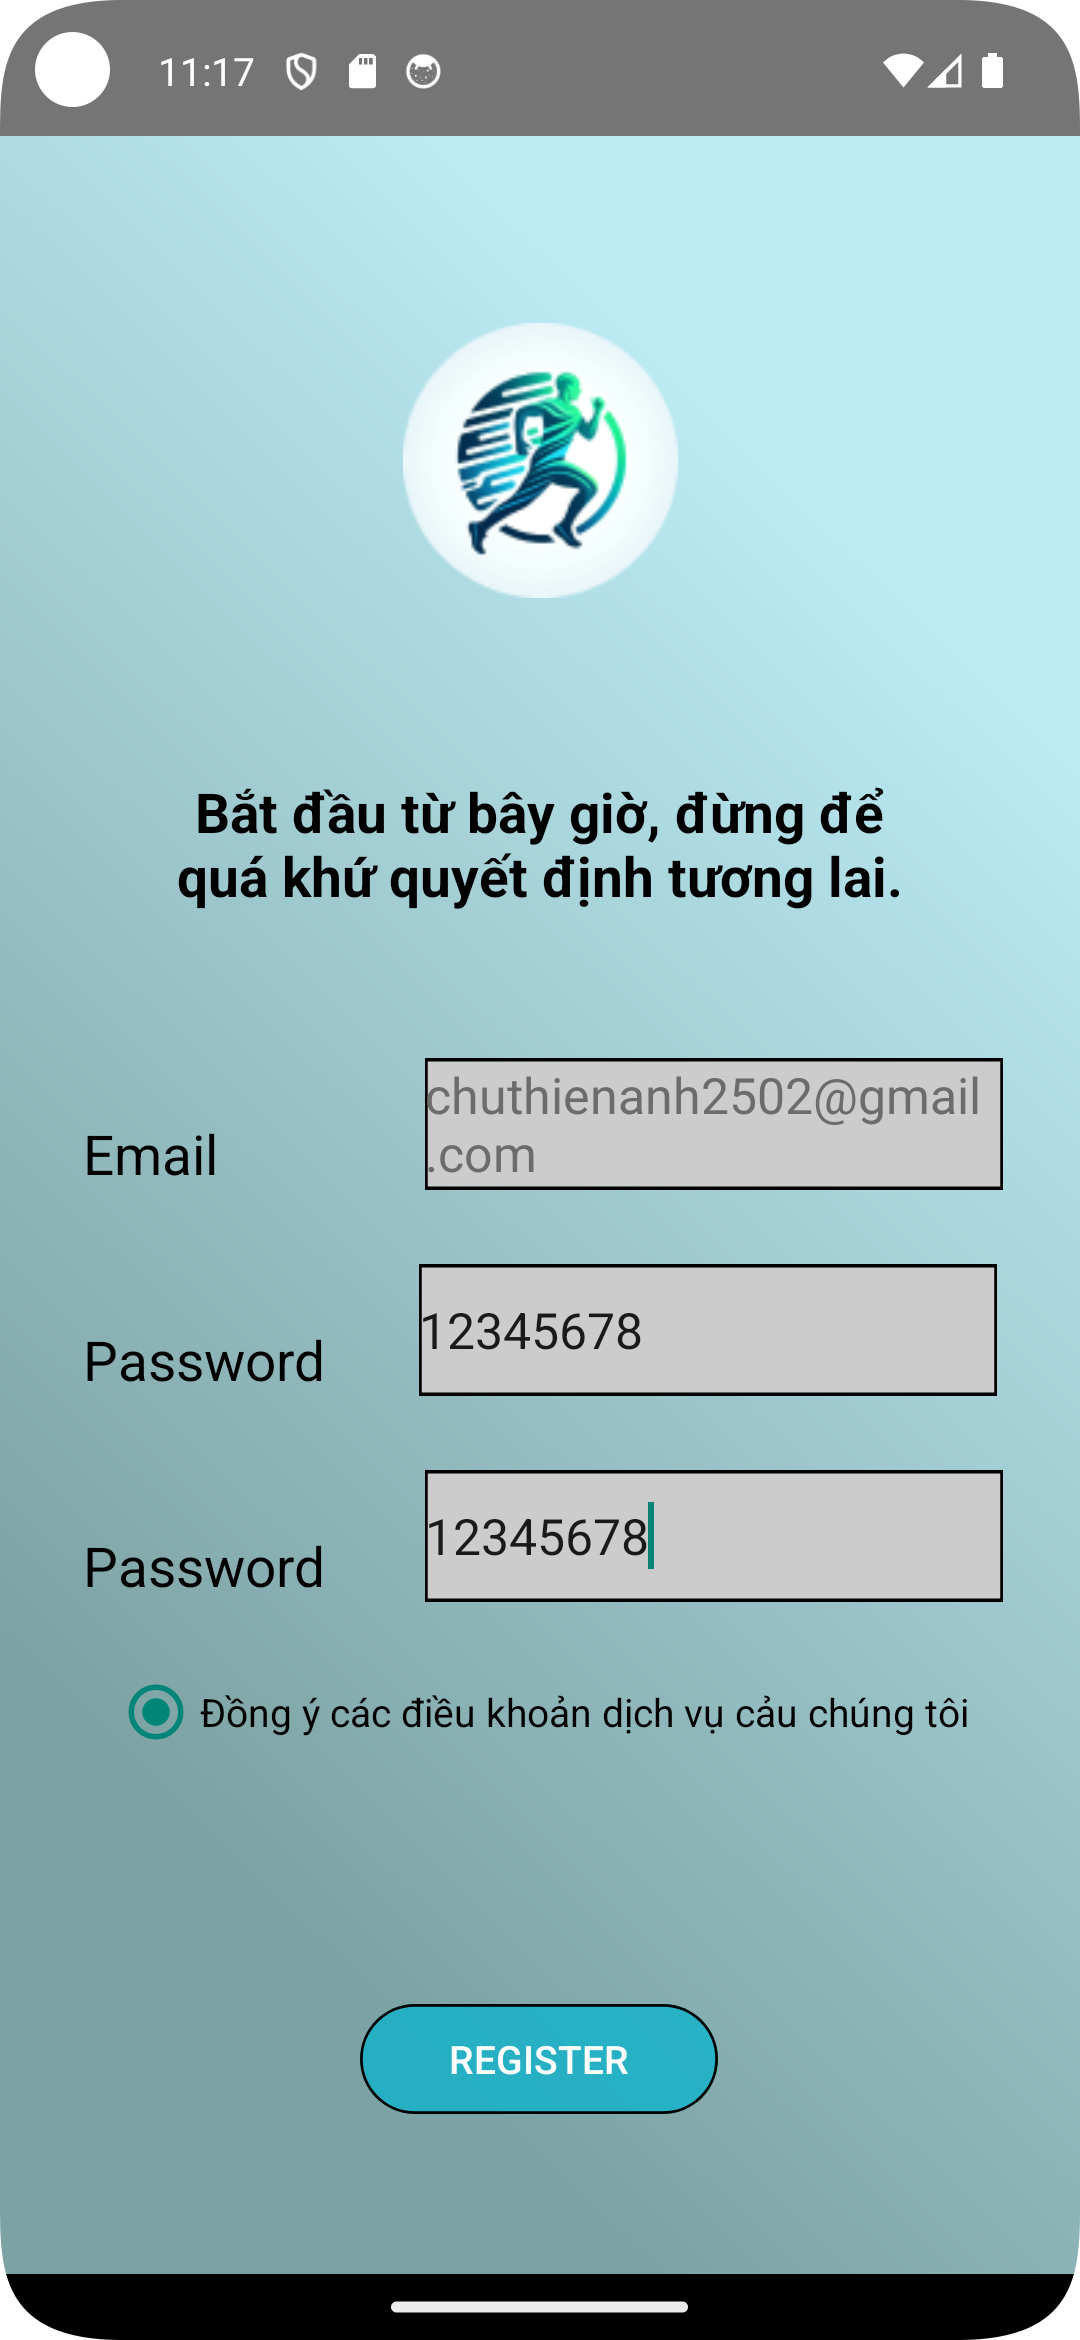 11:17
Bắt đầu từ bây giờ, đừng để
quá khứ quyết định tương lai.
Email
chuthienanh2502@gmail
.com
Password
12345678
Password
12345678
Đồng ý các điều khoản dịch vụ cảu chúng tôi
REGISTER